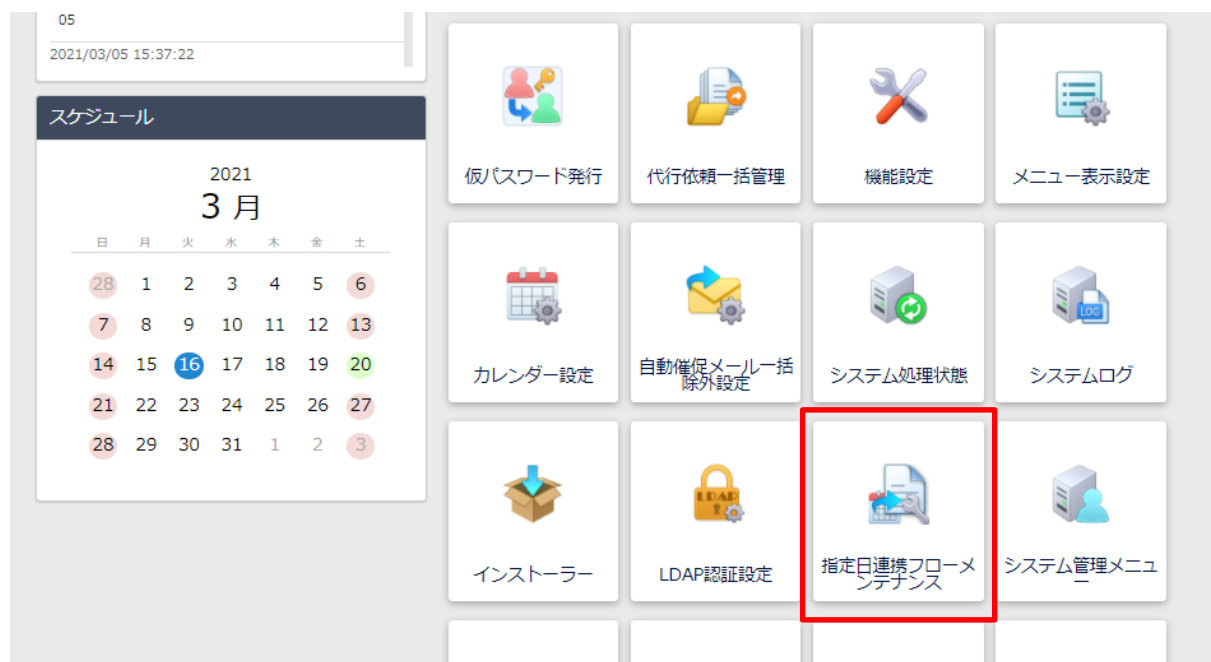 05
2021/03/05 15:37:22
スケジュール
2021
3 月
日 月 火 水 木 金 土
28 1 2 3 4 5 6
7 8 9 10 11 12 13
14 15 16 17 18 19 20
21 22 23 24 25 26 27
28 29 30 31 1 2 3
仮パスワード発行
代行依頼一括管理
機能設定
メニュー表示設定
カレンダー設定
自動催促メール一括
除外設定
システム処理状態
LOG
システムログ
インストーラー
LDAP
LDAP認証設定
指定日連携フローメ
ンテナンス
システム管理メニュ
ー